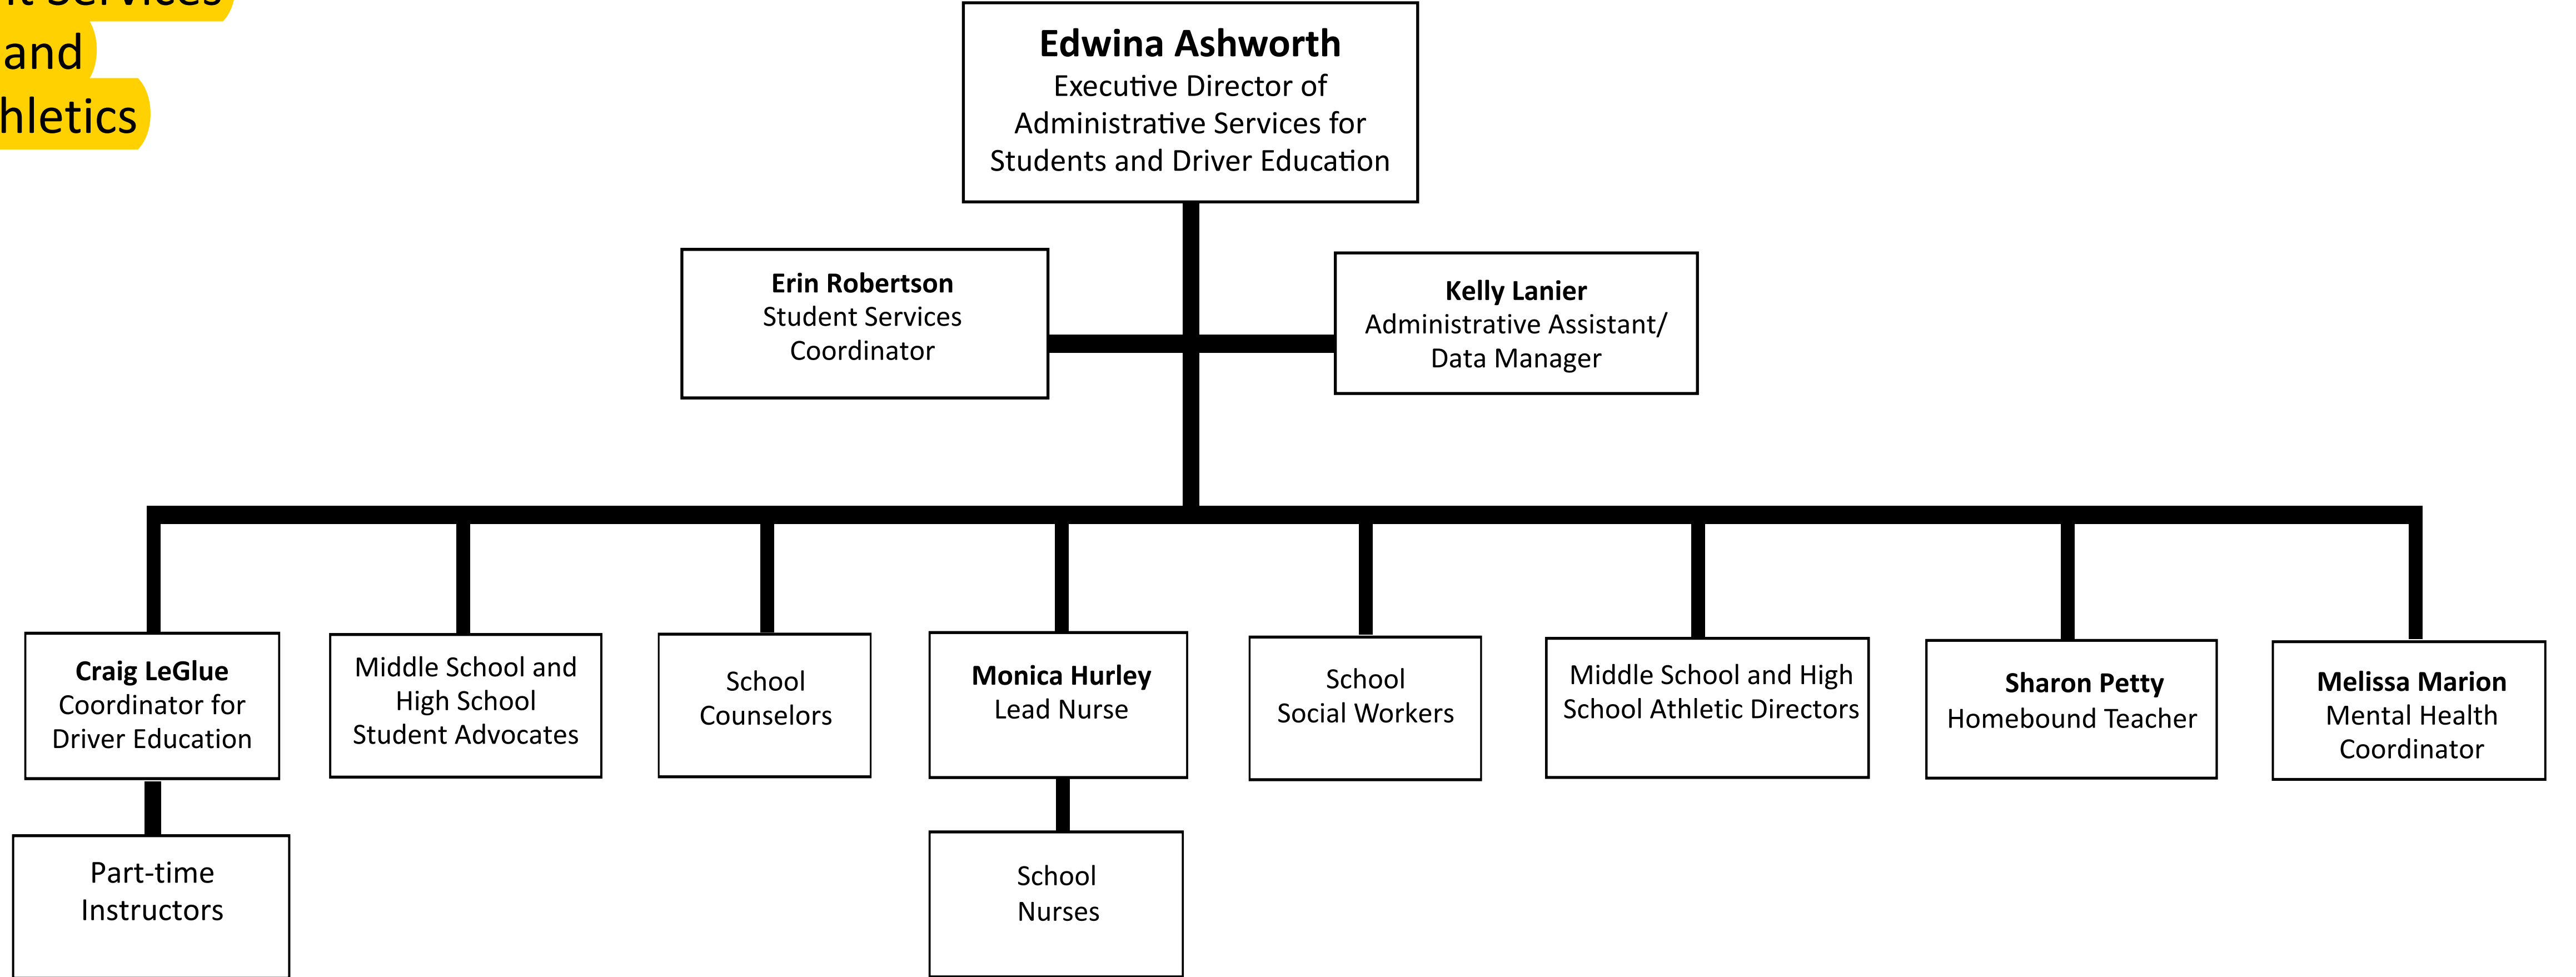 Services
and
Edwina Ashworth
Executive Director of
Administrative Services for
Students and Driver Education
Erin Robertson
Student Services
Coordinator
Kelly Lanier
Administrative Assistant/
Data Manager
Craig LeGlue
Coordinator for
Driver Education
Middle School and
High School
Student Advocates
School
Counselors
Monica Hurley
Lead Nurse
School
Social Workers
Middle School and High
School Athletic Directors
Sharon Petty
Homebound Teacher
Melissa Marion
Mental Health
Coordinator
Part-time
Instructors
School
Nurses